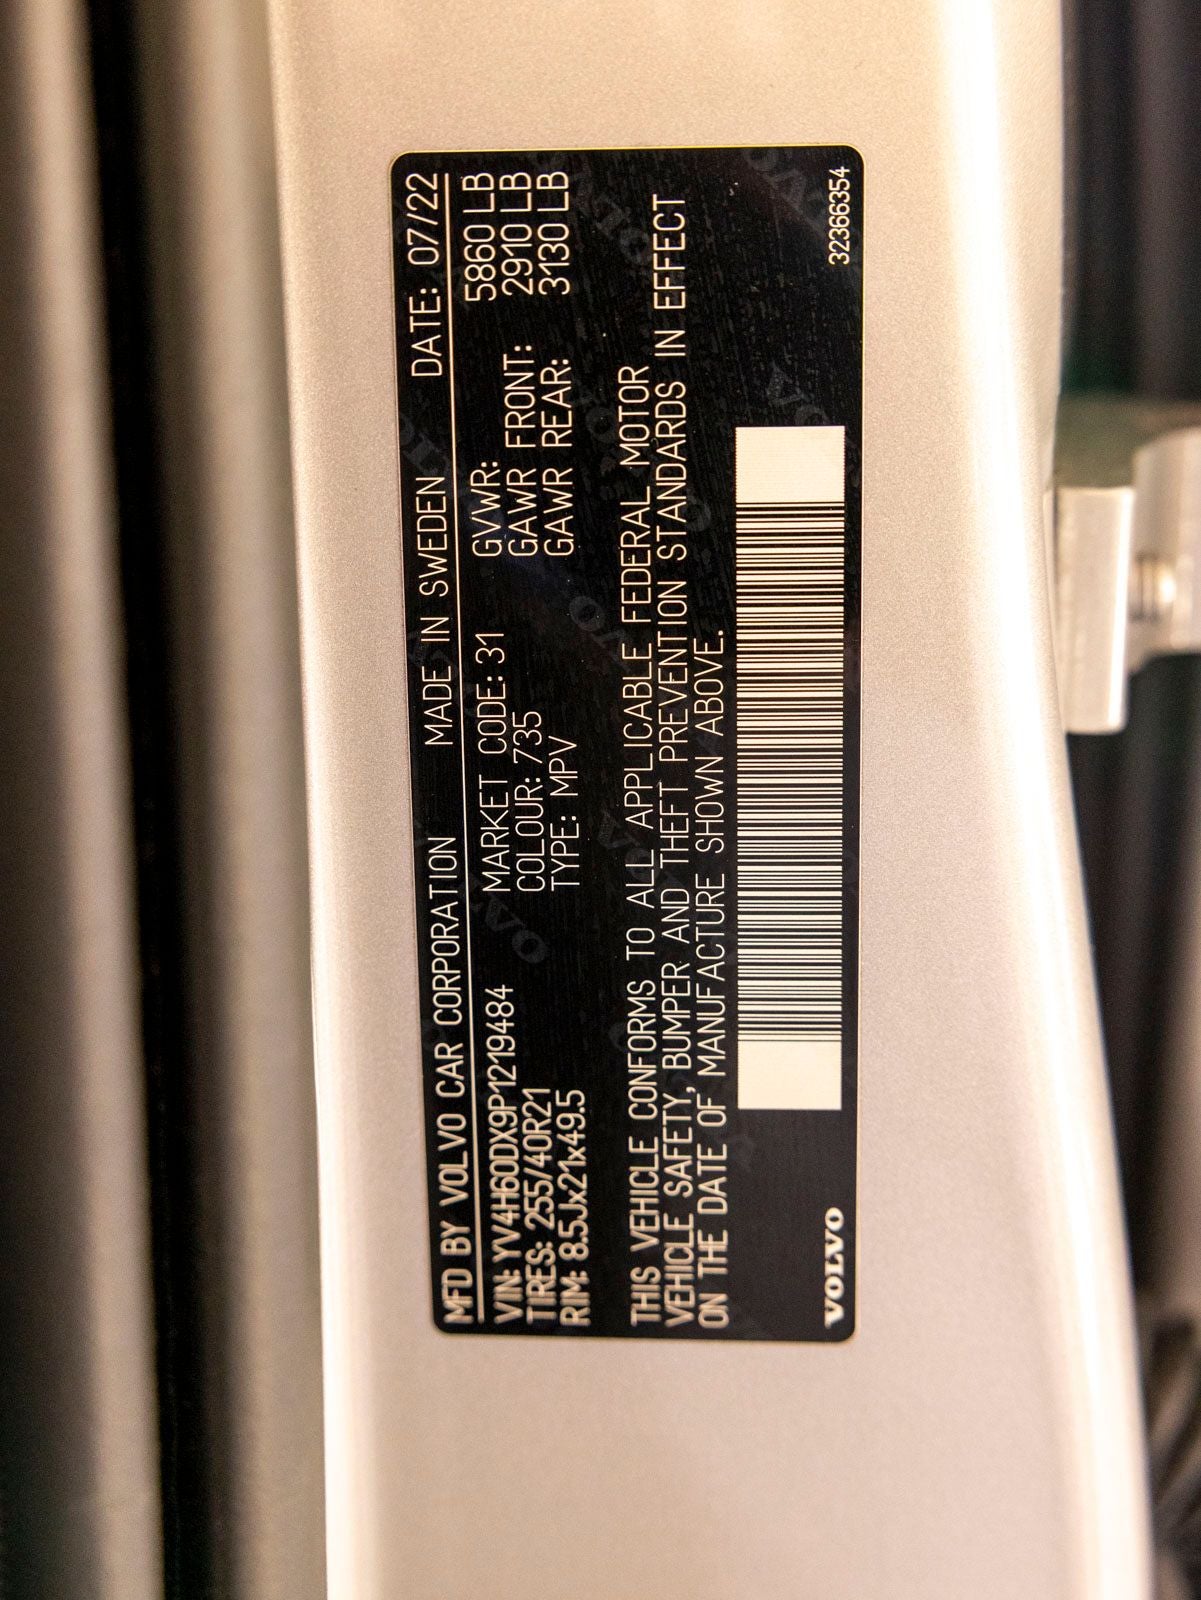 MFD BY VOLVO CAR CORPORATION MADE IN SWEDEN DATE: 07/22
VIN: YV4H60DX9P1219484 MARKET CODE: 31 GVWR: 5860 LB
TIRES: 255/40R21 COLOUR: 735 GAWR FRONT: 2910 LB
RIM: 8.5Jx21x49.5 TYPE: MPV GAWR REAR: 3130 LB
THIS VEHICLE CONFORMS TO ALL APPLICABLE FEDERAL MOTOR
VEHICLE SAFETY, BUMPER AND THEFT PREVENTION STANDARDS IN EFFECT
ON THE DATE OF MANUFACTURE SHOWN ABOVE.
VOLVO 32366354